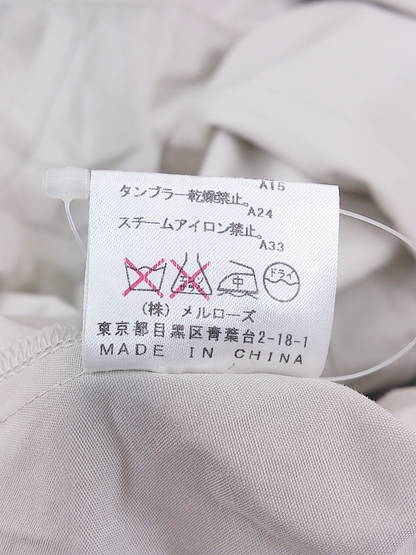 A15
タンブラー乾燥禁止。
A24
スチームアイロン禁止。
A33
中 ドライ
(株) メルローズ
東京都目黒区青葉台2-18-1
MADE IN CHINA